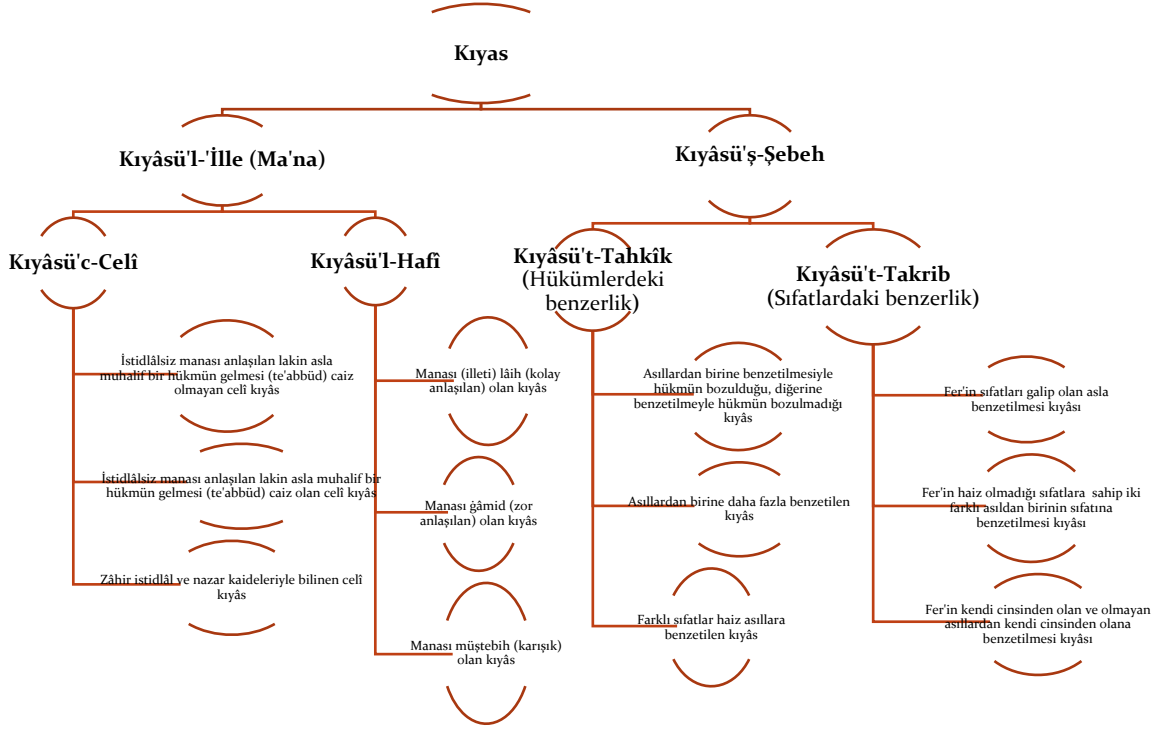 Kıyas
Kıyâsü'l-'İlle (Ma'na)
Kıyâsü'c-Celî
İstidlâlsiz manası anlaşılan lakin asla
muhalif bir hükmün gelmesi (te'abbüd) caiz
olmayan celî kıyâs
İstidlâlsiz manası anlaşılan lakin asla muhalif bir
hükmün gelmesi (te'abbüd) caiz olan celî kıyâs
Zâhir istidlâl ve nazar kaideleriyle bilinen celî
kıyâs
Kıyâsü'l-Hafî
Manası (illeti) lâih (kolay
anlaşılan) olan kıyâs
Manası ġâmid (zor
anlaşılan) olan kıyâs
Manası müştebih (karışık)
olan kıyâs
Kıyâsü'ş-Şebeh
Kıyâsü't-Tahkîk
(Hükümlerdeki
benzerlik)
Asıllardan birine benzetilmesiyle
hükmün bozulduğu, diğerine
benzetilmeyle hükmün bozulmadığı
kıyâs
Asıllardan birine daha fazla benzetilen
kıyâs
Farklı sıfatlar haiz asıllara
benzetilen kıyâs
Kıyâsü't-Takrib
(Sıfatlardaki benzerlik)
Fer'in sıfatları galip olan asla
benzetilmesi kıyâsı
Fer'in haiz olmadığı sıfatlara sahip iki
farklı asıldan birinin sıfatına
benzetilmesi kıyâsı
Fer'in kendi cinsinden olan ve olmayan
asıllardan kendi cinsinden olana
benzetilmesi kıyâsı